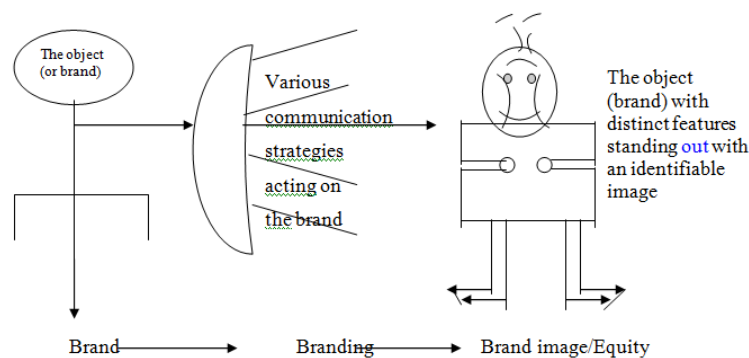 The object
(or brand)
Various
communication
strategies
acting on
the brand
The object
(brand) with
distinct features
standing out with
an identifiable
image
Brand Branding Brand image/Equity